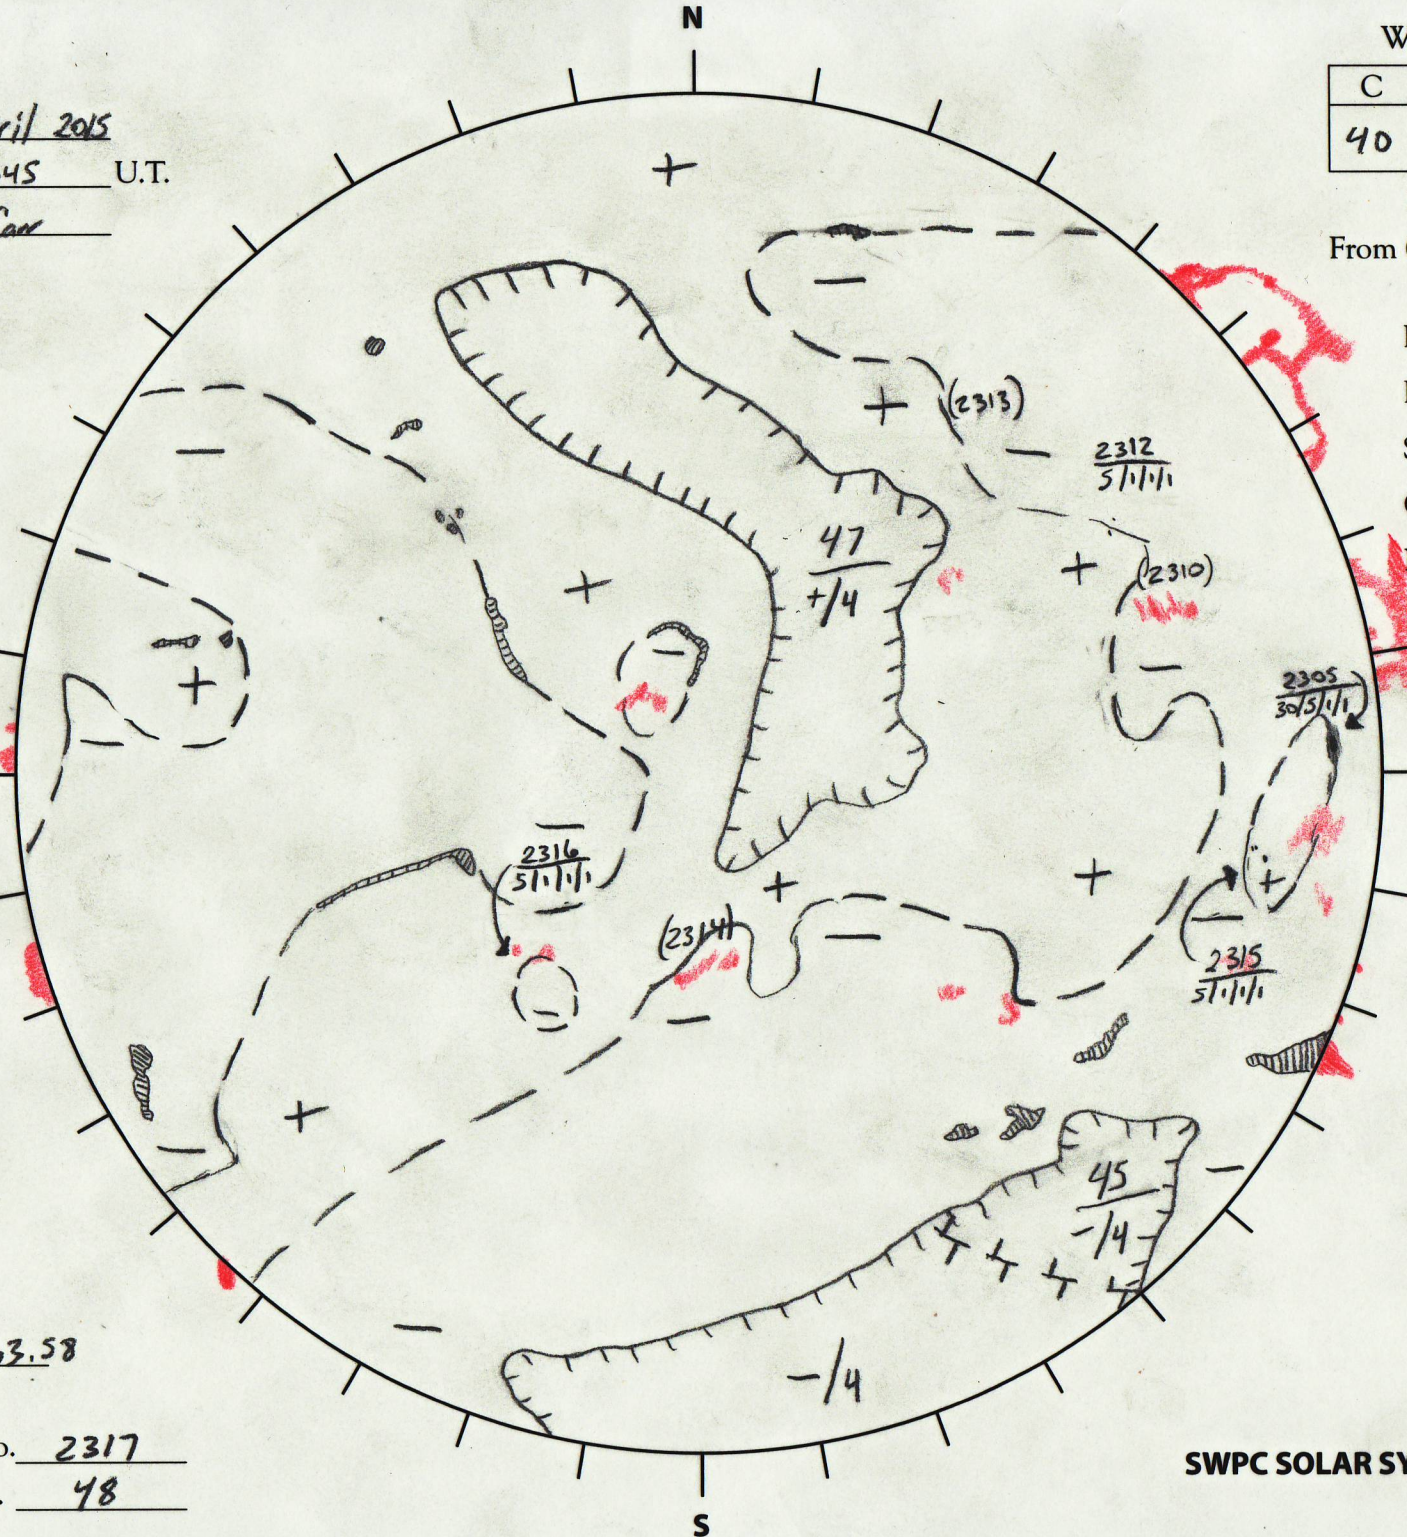 N
W
C
40
ril 2015
45 U.T.
From
(2313)
2312
5/1/1/1
47
+/4
(2310)
2305
30/5/1/1
2316
5/1/1/1
(2314)
2315
5/1/1/1
45
-/4
-/4
3.58
o. 2317
. 48
SWPC SOLAR SY
S